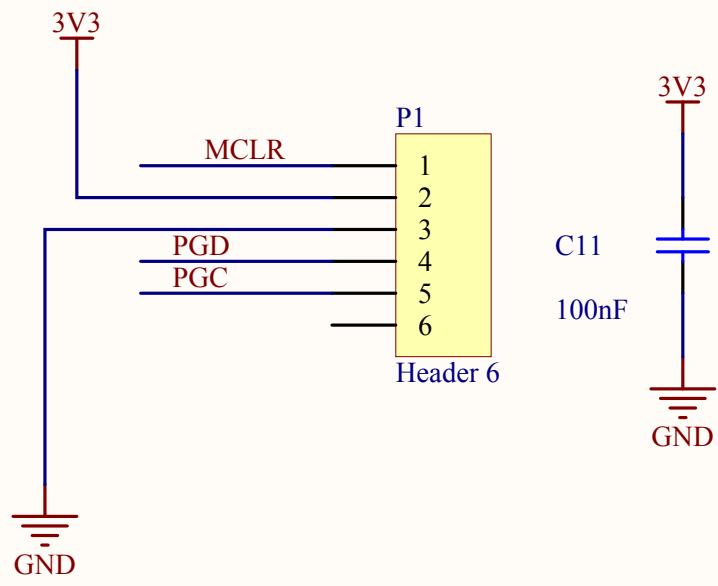 3V3
3V3
P1
MCLR
1
2
3
PGD
4
PGC
5
6
C11
100nF
Header 6
GND
GND